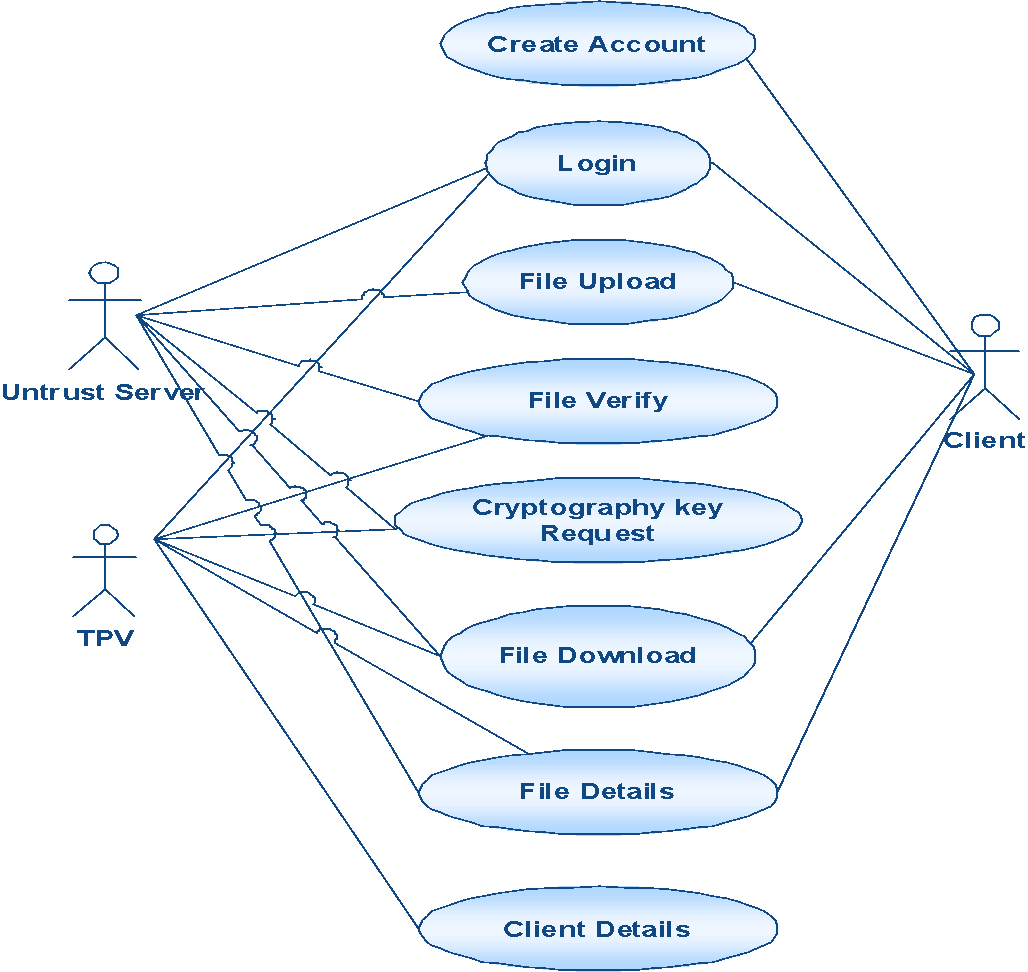 Create Account
Login
File Upload
Untrust Server
File Verify
Client
Cryptography key
Request
TPV
File Download
File Details
Client Details